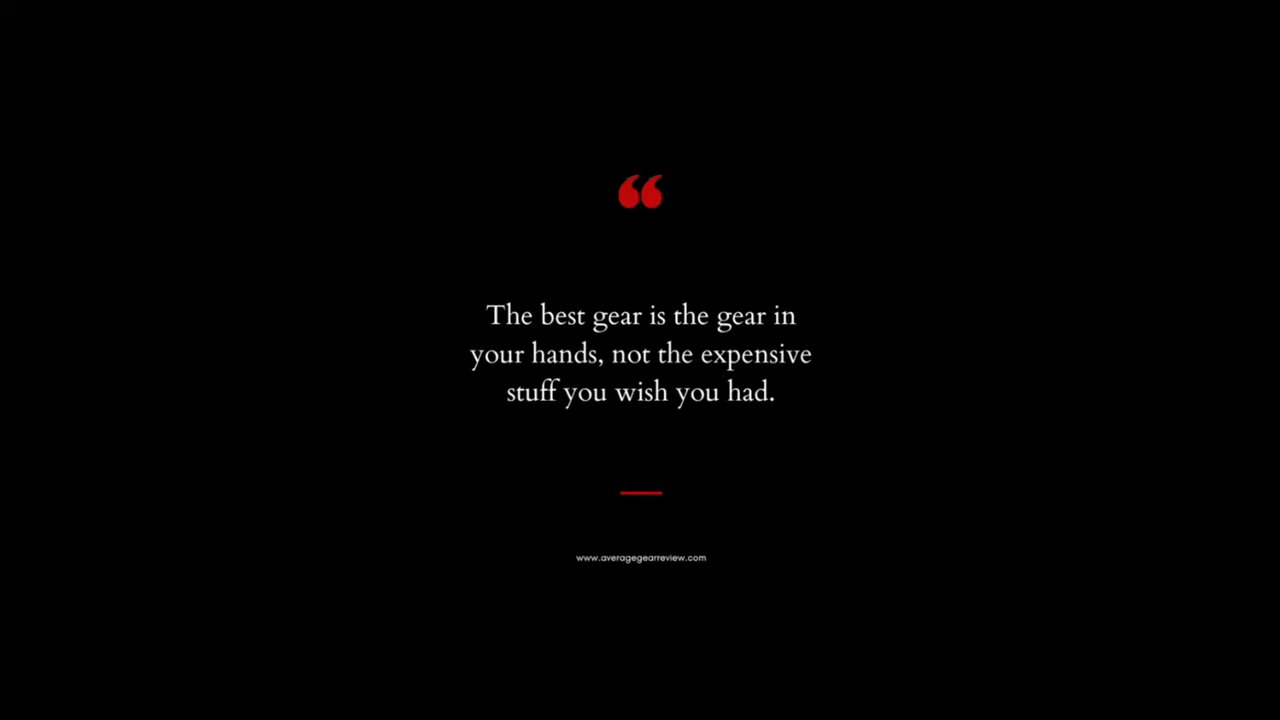 “
The best gear is the gear in
your hands, not the expensive
stuff you wish you had.
www.averagegearreview.com